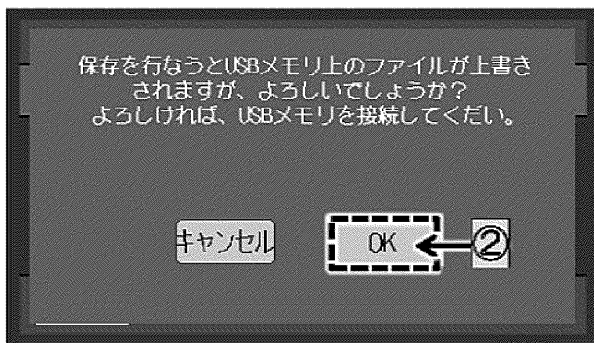 保存を行なうとUSBメモリ上のファイルが上書き
されますが、よろしいでしょうか？
よろしければ、USBメモリを接続してくだい。
キャンセル OK ②